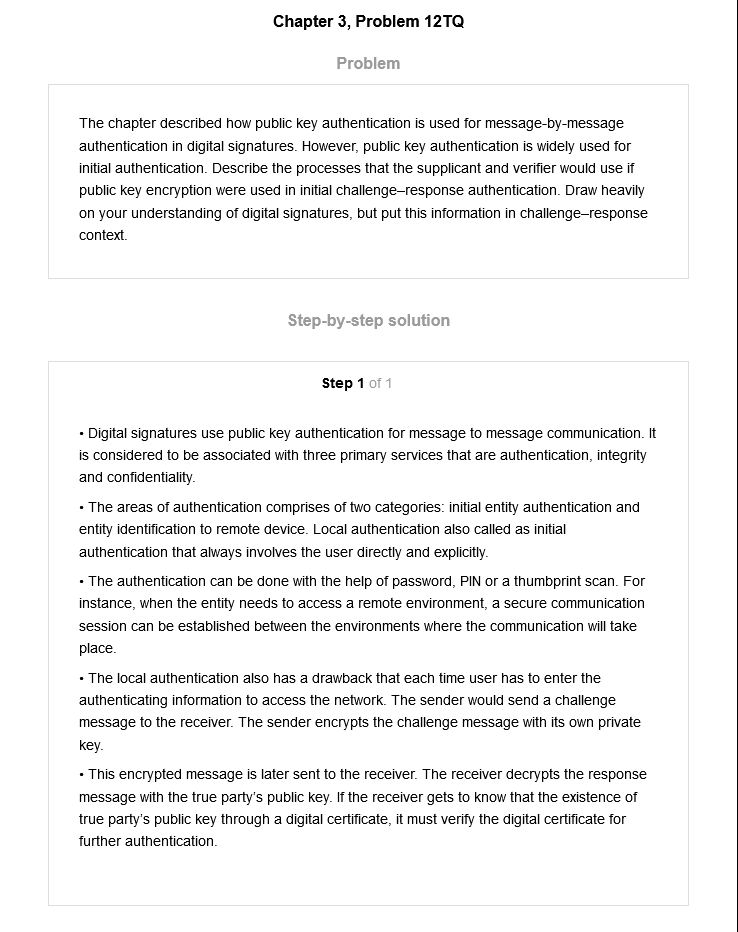 Chapter 3, Problem 12TQ
Problem
The chapter described how public key authentication is used for message-by-message
authentication in digital signatures. However, public key authentication is widely used for
initial authentication. Describe the processes that the supplicant and verifier would use if
public key encryption were used in initial challenge–response authentication. Draw heavily
on your understanding of digital signatures, but put this information in challenge–response
context.
Step-by-step solution
Step 1 of 1
• Digital signatures use public key authentication for message to message communication. It
is considered to be associated with three primary services that are authentication, integrity
and confidentiality.
• The areas of authentication comprises of two categories: initial entity authentication and
entity identification to remote device. Local authentication also called as initial
authentication that always involves the user directly and explicitly.
• The authentication can be done with the help of password, PIN or a thumbprint scan. For
instance, when the entity needs to access a remote environment, a secure communication
session can be established between the environments where the communication will take
place.
• The local authentication also has a drawback that each time user has to enter the
authenticating information to access the network. The sender would send a challenge
message to the receiver. The sender encrypts the challenge message with its own private
key.
• This encrypted message is later sent to the receiver. The receiver decrypts the response
message with the true party's public key. If the receiver gets to know that the existence of
true party's public key through a digital certificate, it must verify the digital certificate for
further authentication.